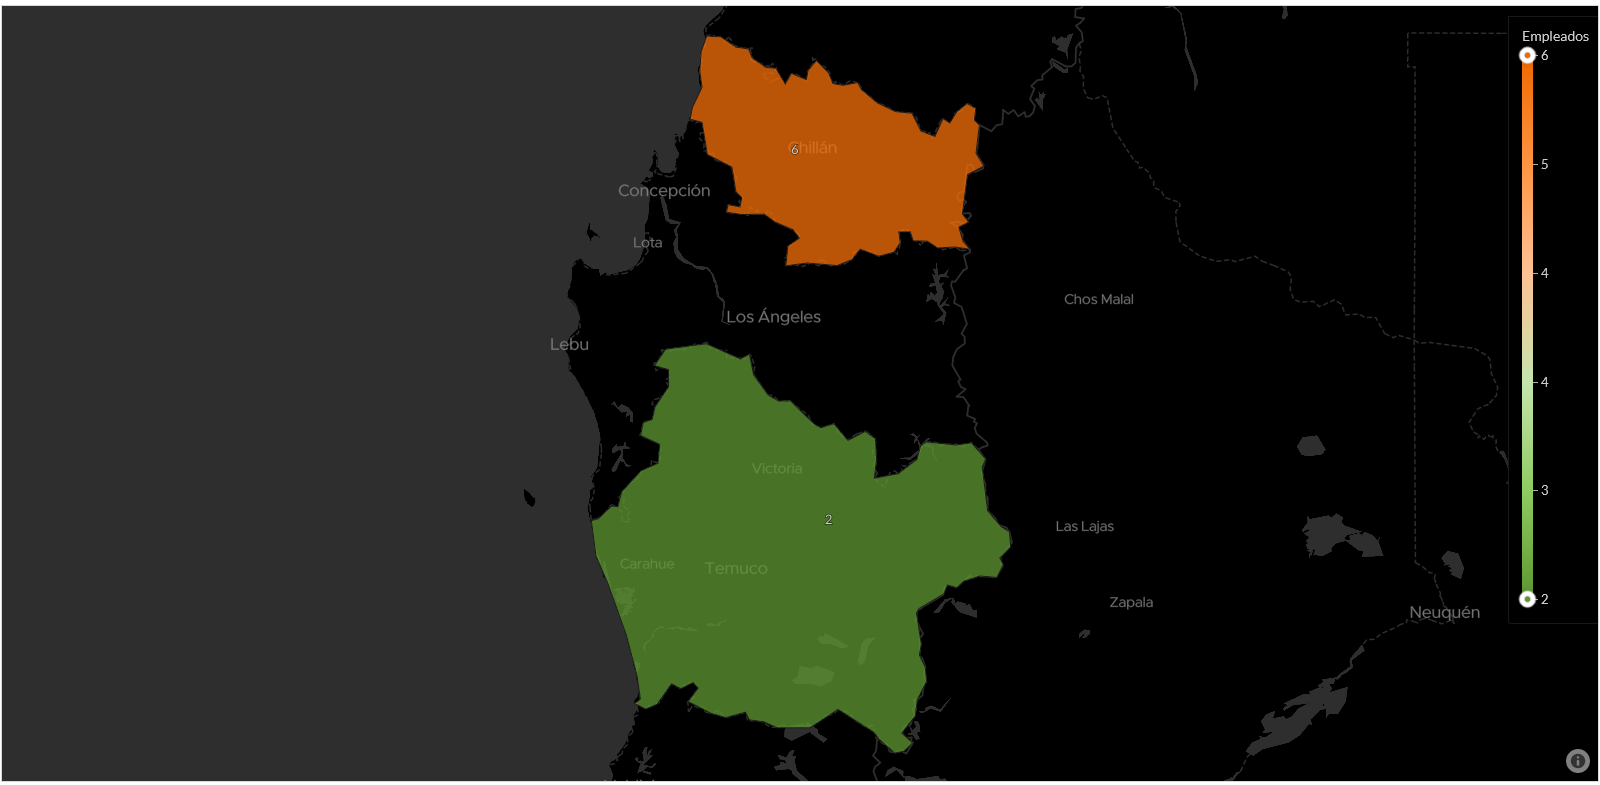 Empleados
6
5
4
4
3
2
Chillán
6
Concepción
Lota
Chos Malal
Los Ángeles
Lebu
Victoria
2
Las Lajas
Carahue
Temuco
Zapala
Neuquén